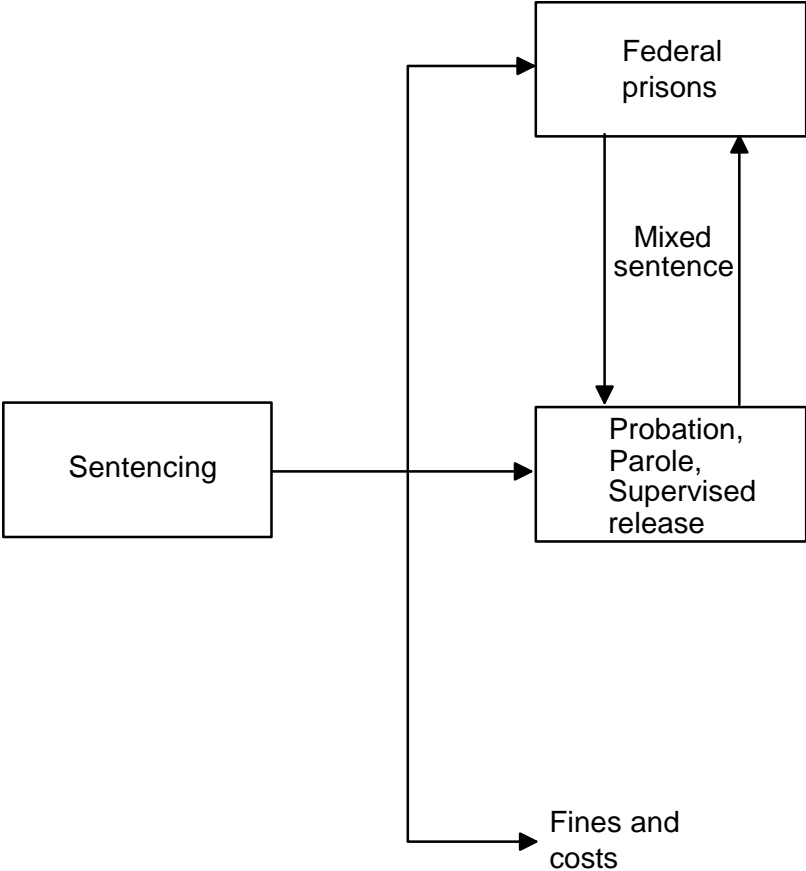 Federal
prisons
Mixed
sentence
Sentencing
Probation,
Parole,
Supervised
release
Fines and
costs